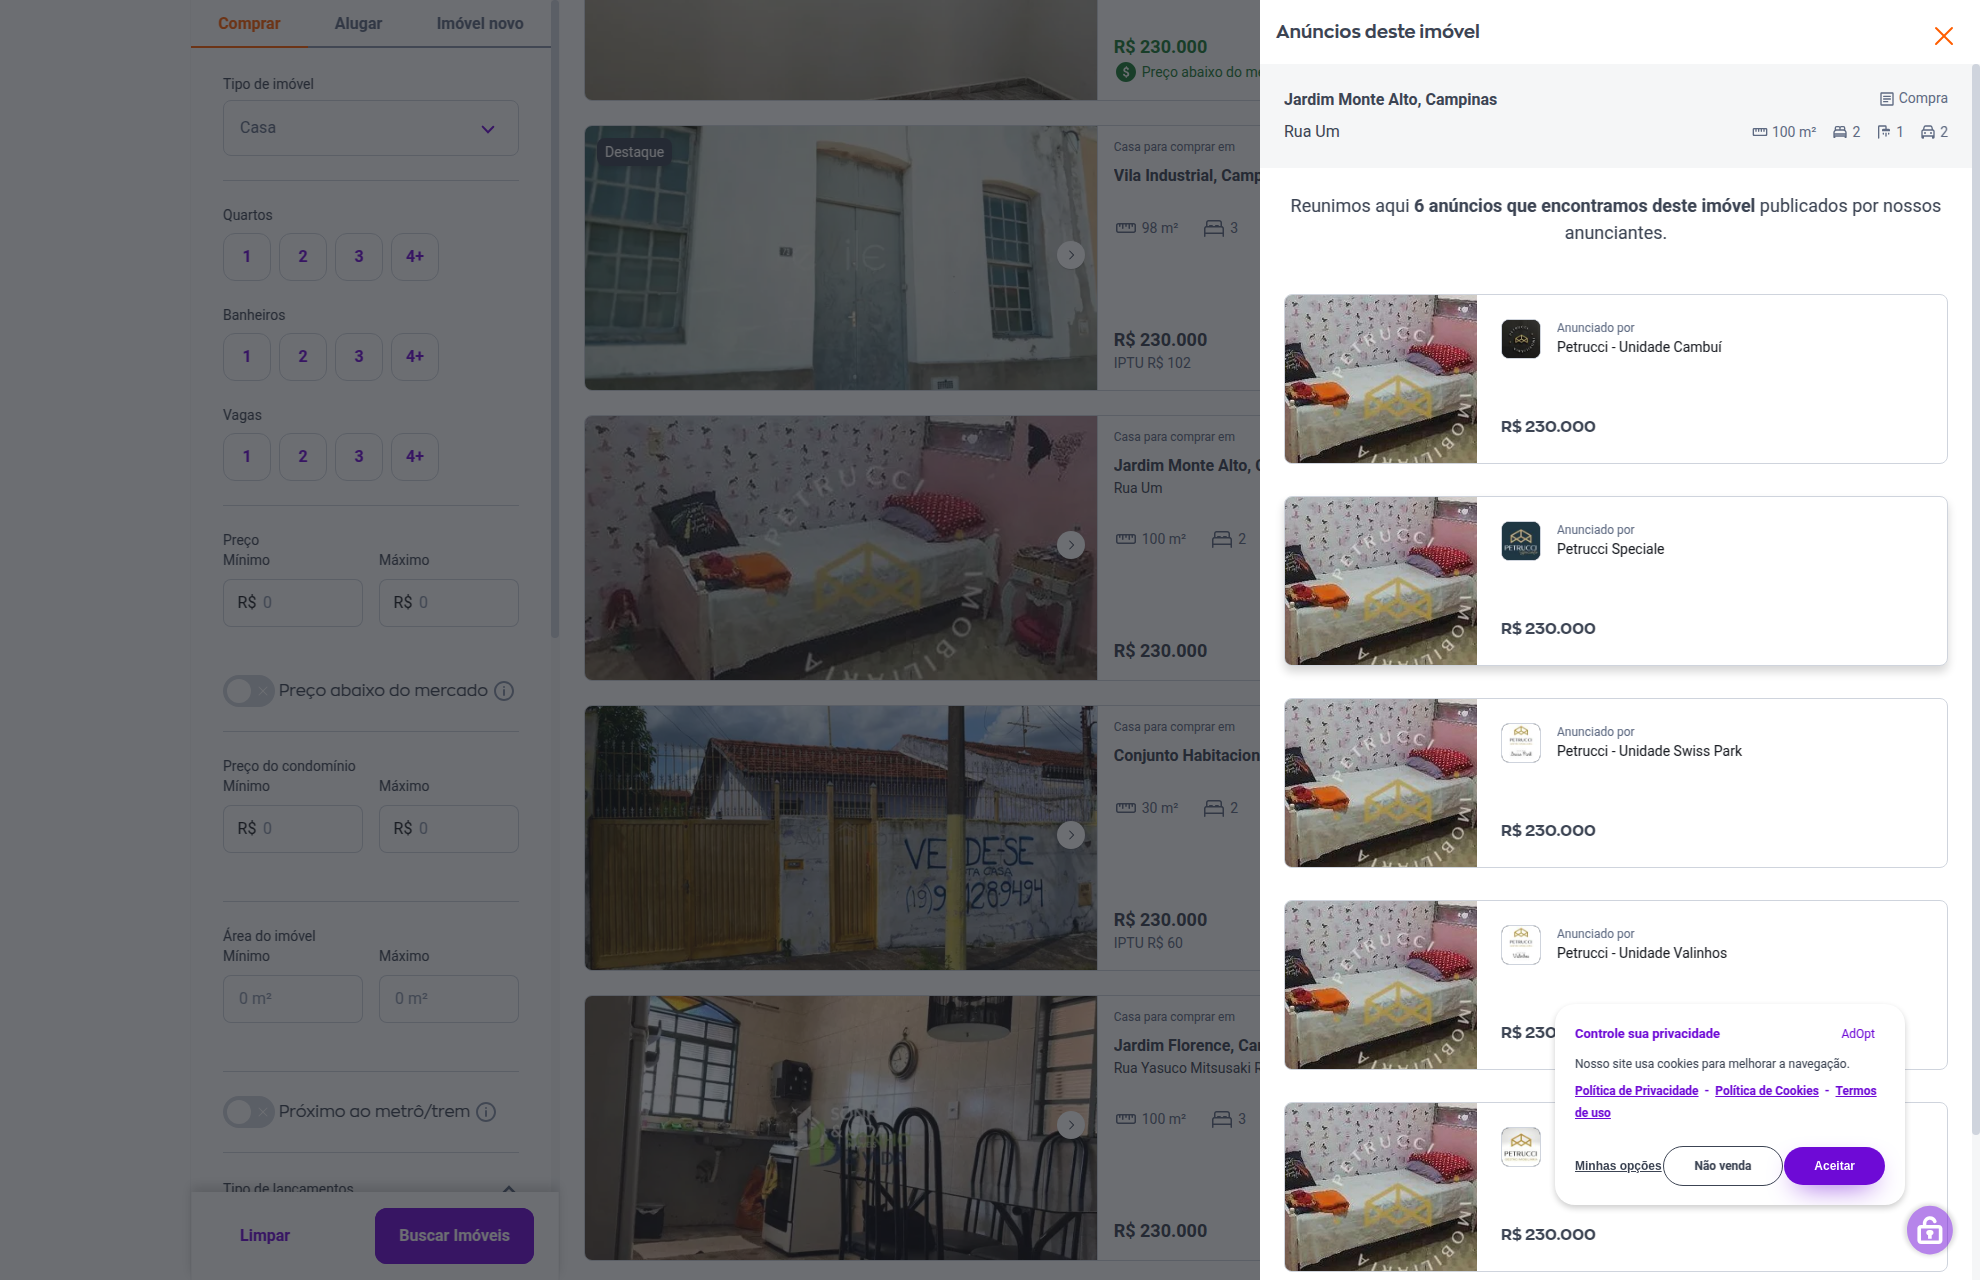 Comprar
Alugar
Imóvel novo
Tipo de imóvel
Casa
Quartos
1 2 3 4+
Banheiros
1 2 3 4+
Vagas
1 2 3 4+
Preço
Mínimo Máximo
R$ 0 R$ 0
Preço abaixo do mercado
Preço do condomínio
Mínimo Máximo
R$ 0 R$ 0
Área do imóvel
Mínimo Máximo
0 m² 0 m²
Próximo ao metrô/trem
Tipo de lançamentos
Limpar
Buscar Imóveis
R$ 230.000
Preço abaixo do
Destaque
Casa para comprar em
Vila Industrial,
98 m² 3
R$ 230.000
IPTU R$ 102
PETRUCCI
IMOBILIARIA
Casa para comprar em
Jardim Monte Alto,
Rua Um
100 m² 2
R$ 230.000
VENDE-SE
Casa para comprar em
Conjunto
30 m² 2
R$ 230.000
IPTU R$ 60
Casa para comprar em
Jardim Florence,
Rua Yasuco Mitsusaki
100 m² 3
R$ 230.000
Anúncios deste imóvel
Jardim Monte Alto, Campinas
Compra
Rua Um
100 m² 2 1 2
Reunimos aqui 6 anúncios que encontramos deste imóvel publicados por nossos
anunciantes.
Anunciado por
Petrucci - Unidade Cambuí
R$ 230.000
PETRUCCI
Anunciado por
Petrucci Speciale
R$ 230.000
Anunciado por
Petrucci - Unidade Swiss Park
R$ 230.000
Anunciado por
Petrucci - Unidade Valinhos
R$ 230
PETRUCCI
R$ 230.000
Controle sua privacidade
AdOpt
Nosso site usa cookies para melhorar a navegação.
Política de Privacidade - Política de Cookies - Termos
de uso
Minhas opções
Não venda
Aceitar